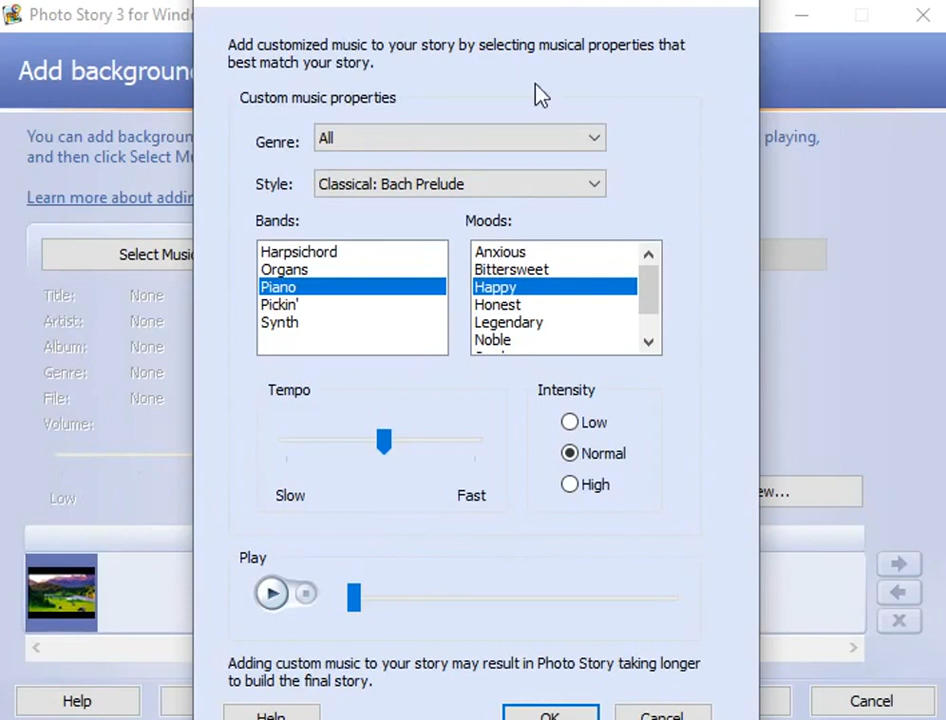 Photo Story 3 for Windo
Add background
You can add background
playing,
and then click Select Mu
Learn more about addin
Select Music
Title: None
Artist: None
Album: None
Genre: None
File: None
Volume:
Low
ew...
Help
Cancel
Add customized music to your story by selecting musical properties that
best match your story.
Custom music properties
Genre: All
Style: Classical: Bach Prelude
Bands:
Harpsichord
Organs
Piano
Pickin'
Synth
Moods:
Anxious
Bittersweet
Happy
Honest
Legendary
Noble
Tempo
Slow
Fast
Intensity
Low
Normal
High
Play
Adding custom music to your story may result in Photo Story taking longer
to build the final story.
Help
OK
Cancel